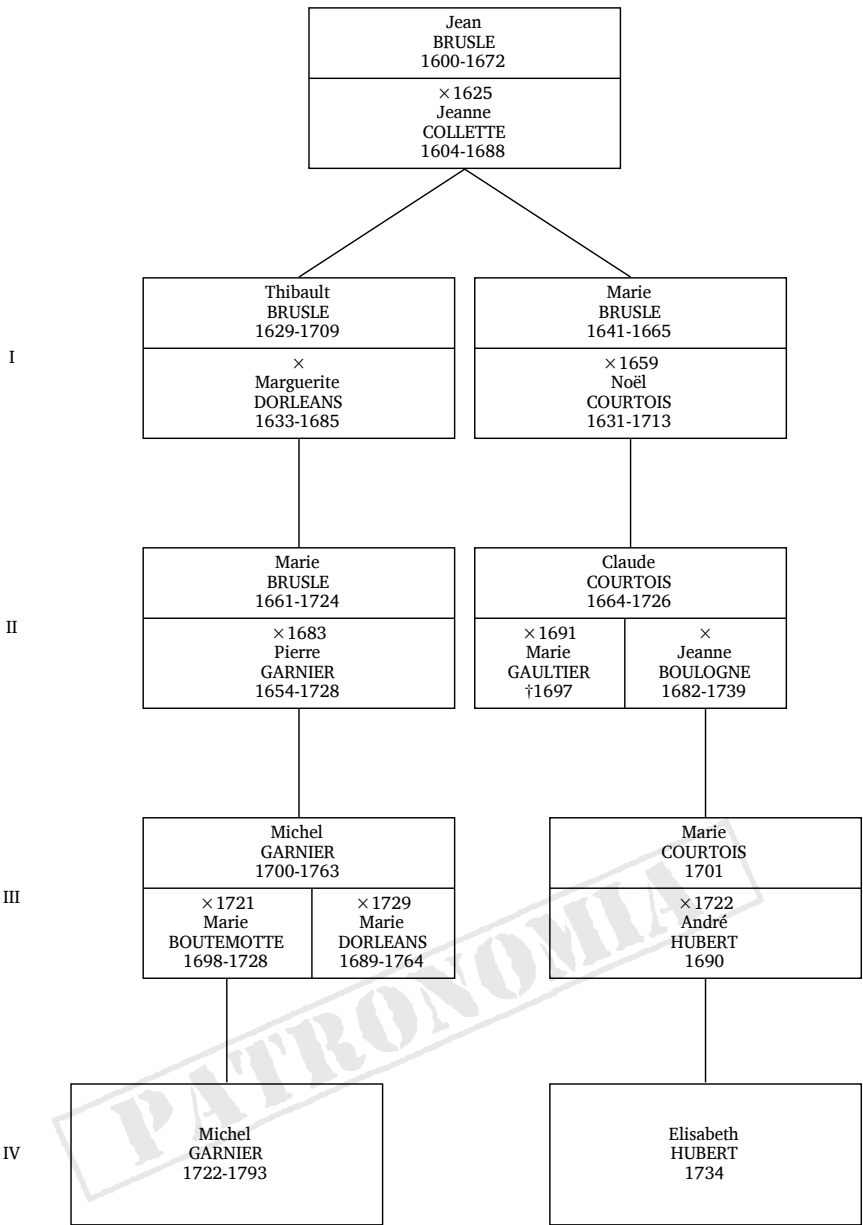 Jean
BRUSLE
1600-1672
×1625
Jeanne
COLLETTE
1604-1688
I
Thibault
BRUSLE
1629-1709
×
Marguerite
DORLEANS
1633-1685
Marie
BRUSLE
1641-1665
×1659
Noël
COURTOIS
1631-1713
II
Marie
BRUSLE
1661-1724
×1683
Pierre
GARNIER
1654-1728
Claude
COURTOIS
1664-1726
×1691
Marie
GAULTIER
†1697
×
Jeanne
BOULOGNE
1682-1739
III
Michel
GARNIER
1700-1763
×1721
Marie
BOUTEMOTTE
1698-1728
×1729
Marie
DORLEANS
1689-1764
Marie
COURTOIS
1701
×1722
André
HUBERT
1690
IV
Michel
GARNIER
1722-1793
Elisabeth
HUBERT
1734
PATRONOMIA